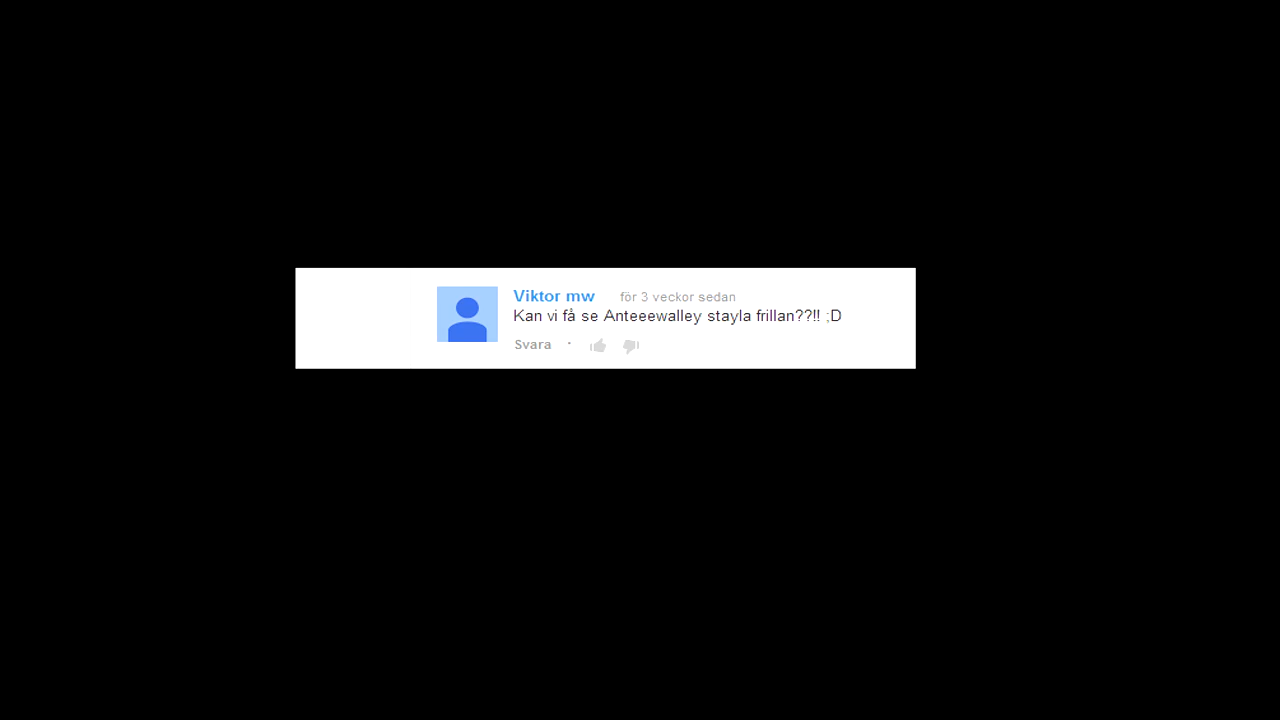 Viktor mw för 3 veckor sedan
Kan vi få se Anteeewalley stayla frillan??!! ;D
Svara ·